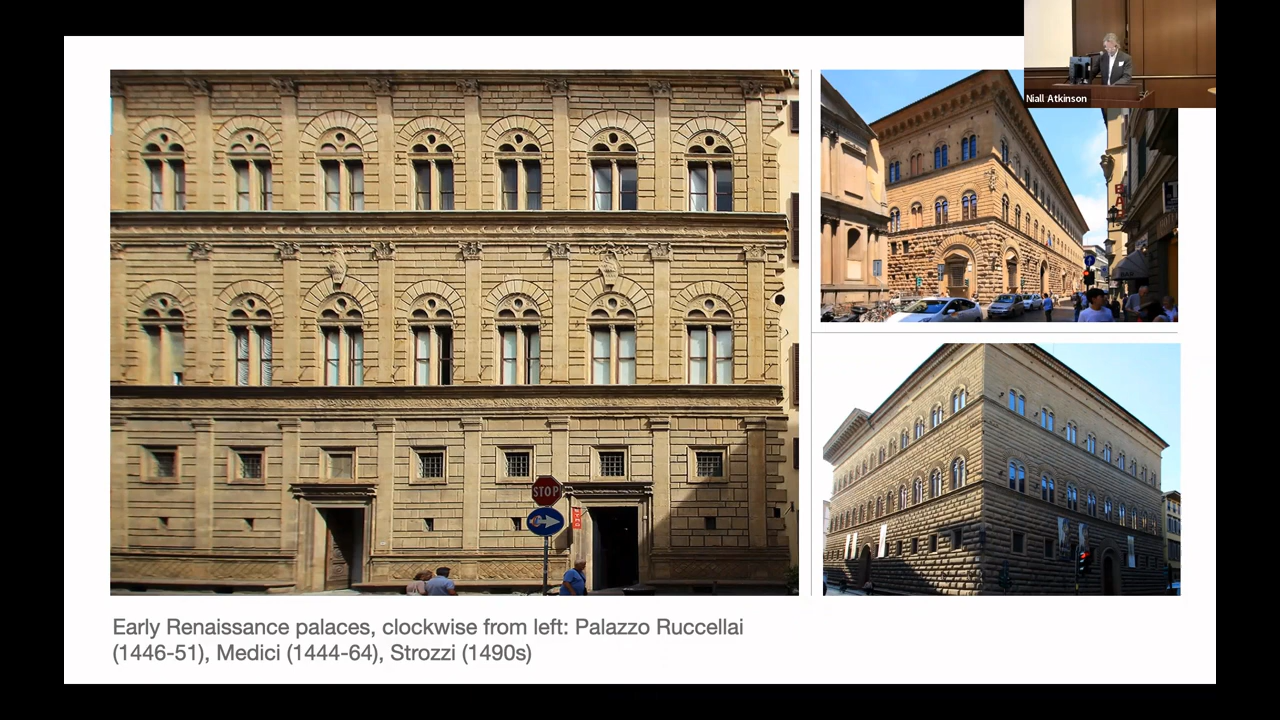 Niall Atkinson
STOP
Early Renaissance palaces, clockwise from left: Palazzo Ruccellai
(1446-51), Medici (1444-64), Strozzi (1490s)